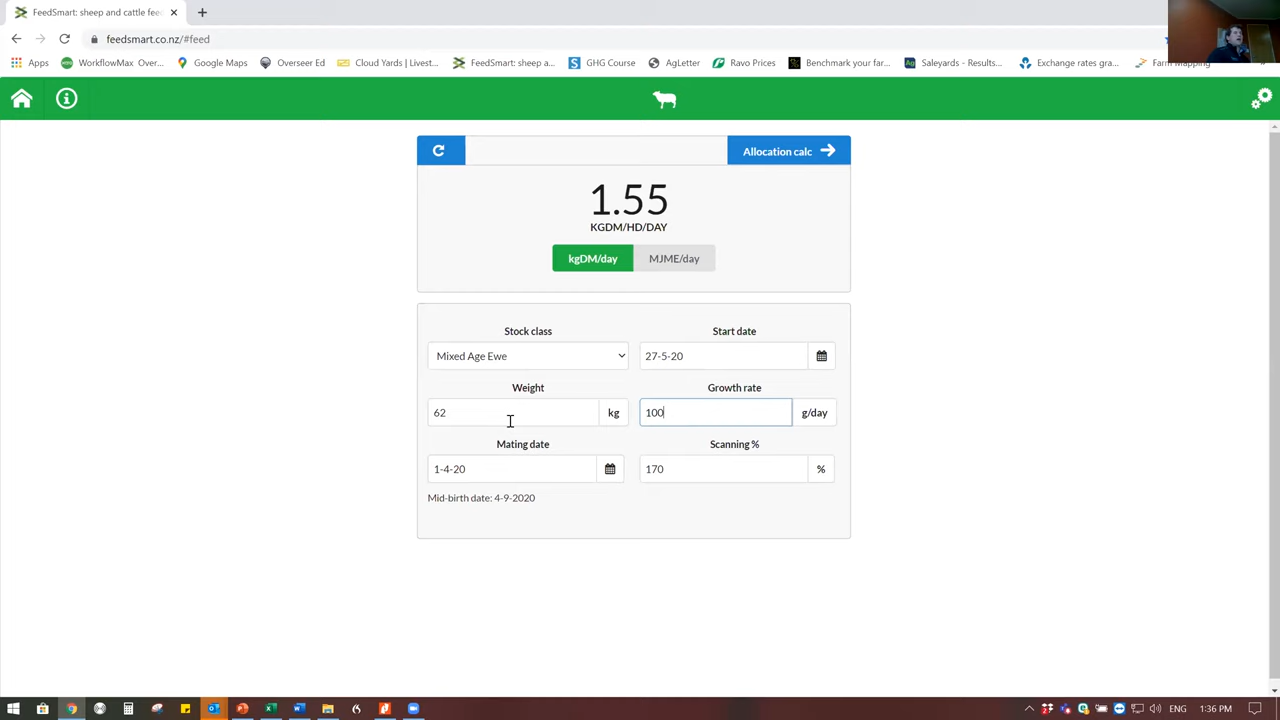 FeedSmart: sheep and cattle fee
feedsmart.co.nz/#feed
Apps
WorkflowMax Over...
Google Maps
Overseer Ed
Cloud Yards | Livest...
FeedSmart: sheep a...
GHG Course
AgLetter
Ravo Prices
Benchmark your far...
Saleyards - Results...
Exchange rates gra...
Farm Mapping
Allocation calc
1.55
KGDM/HD/DAY
kgDM/day
MJME/day
Stock class
Start date
Mixed Age Ewe
27-5-20
Weight
Growth rate
62
kg
100
g/day
Mating date
Scanning %
1-4-20
170
%
Mid-birth date: 4-9-2020
ENG
1:36 PM